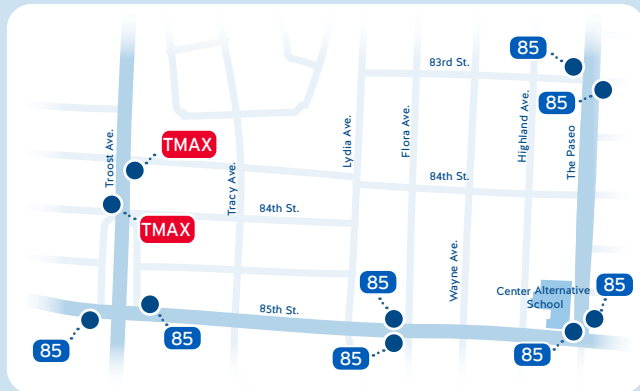 85
83rd St.
85
Troost Ave.
TMAX
Tracy Ave.
Lydia Ave.
Flora Ave.
Highland Ave.
The Paseo
84th St.
84th St.
TMAX
Wayne Ave.
85
Center Alternative
School
85
85th St.
85
85
85
85